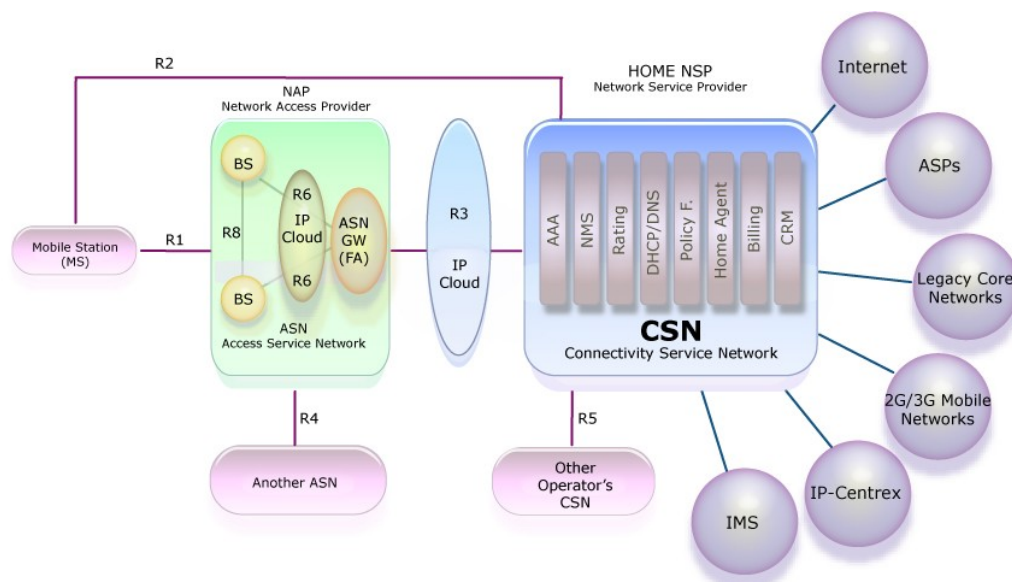 R2
HOME NSP
Network Service Provider
NAP
Network Access Provider
Internet
ASPs
Legacy Core
Networks
2G/3G Mobile
Networks
IP-Centrex
IMS
Mobile Station
(MS)
R1
BS
R8
BS
R6
IP
Cloud
R6
ASN
GW
(FA)
ASN
Access Service Network
R3
IP
Cloud
AAA
NMS
Rating
DHCP/DNS
Policy F.
Home Agent
Billing
CRM
CSN
Connectivity Service Network
R4
Another ASN
R5
Other
Operator's
CSN